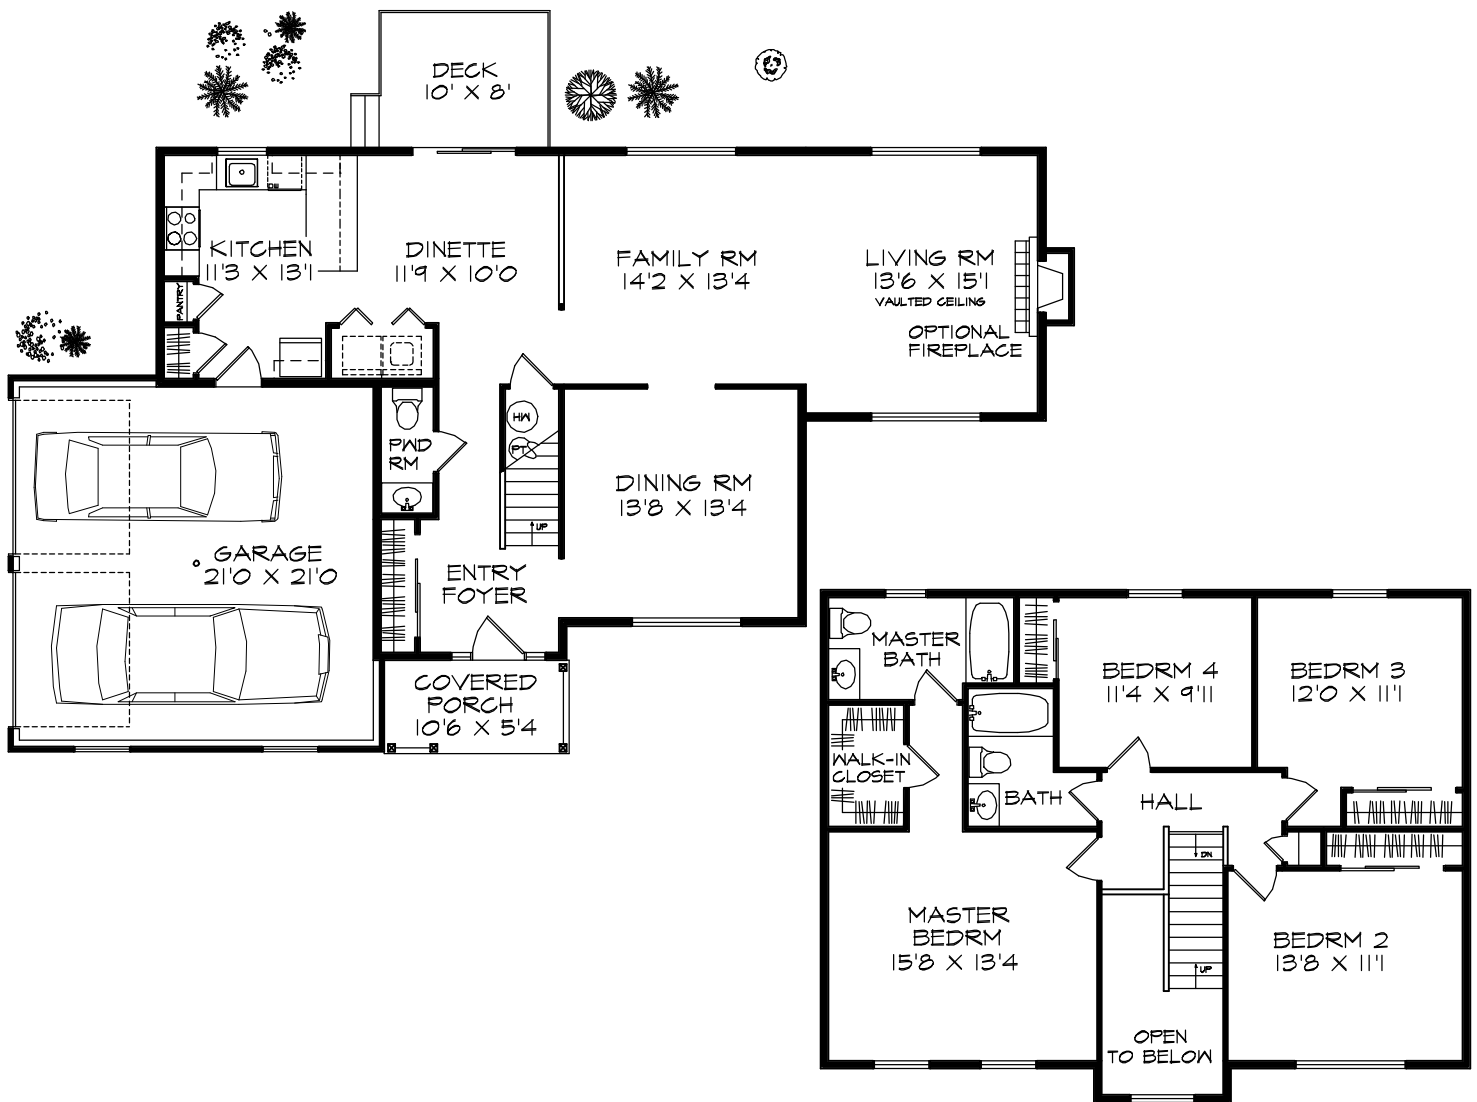 DECK
10' X 8'
KITCHEN
11'3 X 13'1
DINETTE
11'9 X 10'0
FAMILY RM
14'2 X 13'4
LIVING RM
13'6 X 15'1
VAULTED CEILING
OPTIONAL
FIREPLACE
PANTRY
DW
HW
PT
PWD
RM
UP
DINING RM
13'8 X 13'4
GARAGE
21'0 X 21'0
ENTRY
FOYER
COVERED
PORCH
10'6 X 5'4
MASTER
BATH
BEDRM 4
11'4 X 9'11
BEDRM 3
12'0 X 11'1
WALK-IN
CLOSET
BATH
HALL
DN
MASTER
BEDRM
15'8 X 13'4
BEDRM 2
13'8 X 11'1
UP
OPEN
TO BELOW